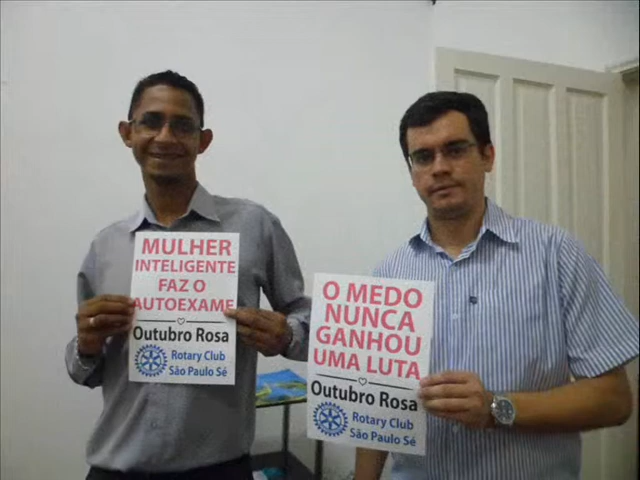 MULHER
INTELIGENTE
FAZ O
AUTOEXAME
Outubro Rosa
Rotary Club
São Paulo Sé
O MEDO
NUNCA
GANHOU
UMA LUTA
Outubro Rosa
Rotary Club
São Paulo Sé